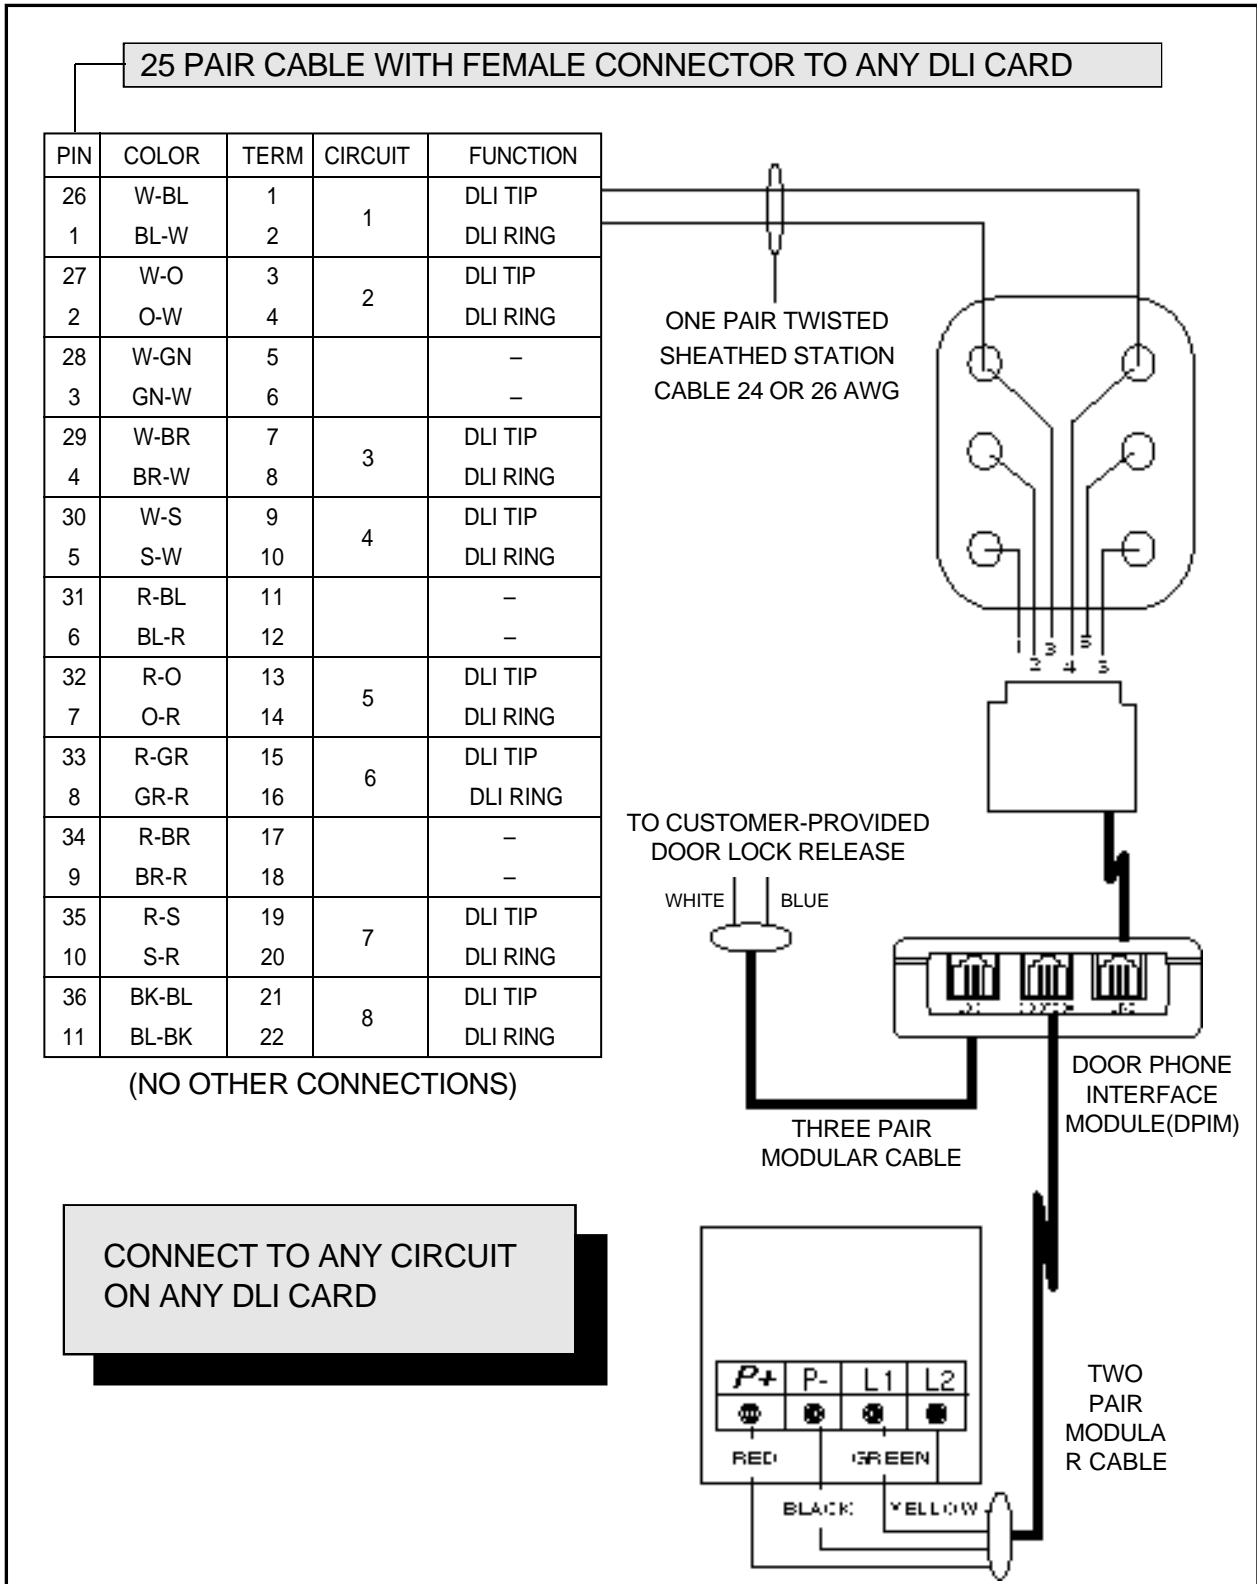 25 PAIR CABLE WITH FEMALE CONNECTOR TO ANY DLI CARD
PIN COLOR TERM CIRCUIT FUNCTION
26 W-BL 1 DLI TIP
1
1 BL-W 2 DLI RING
27 W-O 3 DLI TIP
2
2 O-W 4 DLI RING
28 W-GN 5 –
3 GN-W 6 –
29 W-BR 7 DLI TIP
3
4 BR-W 8 DLI RING
30 W-S 9 DLI TIP
4
5 S-W 10 DLI RING
31 R-BL 11 –
6 BL-R 12 –
32 R-O 13 DLI TIP
5
7 O-R 14 DLI RING
33 R-GR 15 DLI TIP
6
8 GR-R 16 DLI RING
34 R-BR 17 –
9 BR-R 18 –
35 R-S 19 DLI TIP
7
10 S-R 20 DLI RING
36 BK-BL 21 DLI TIP
8
11 BL-BK 22 DLI RING
(NO OTHER CONNECTIONS)
ONE PAIR TWISTED
SHEATHED STATION
CABLE 24 OR 26 AWG
1 2 3 4 5
TO CUSTOMER-PROVIDED
DOOR LOCK RELEASE
WHITE BLUE
DOOR PHONE
INTERFACE
MODULE(DPIM)
THREE PAIR
MODULAR CABLE
CONNECT TO ANY CIRCUIT
ON ANY DLI CARD
P+ P- L1 L2
RED GREEN
BLACK YELLOW
TWO
PAIR
MODULA
R CABLE